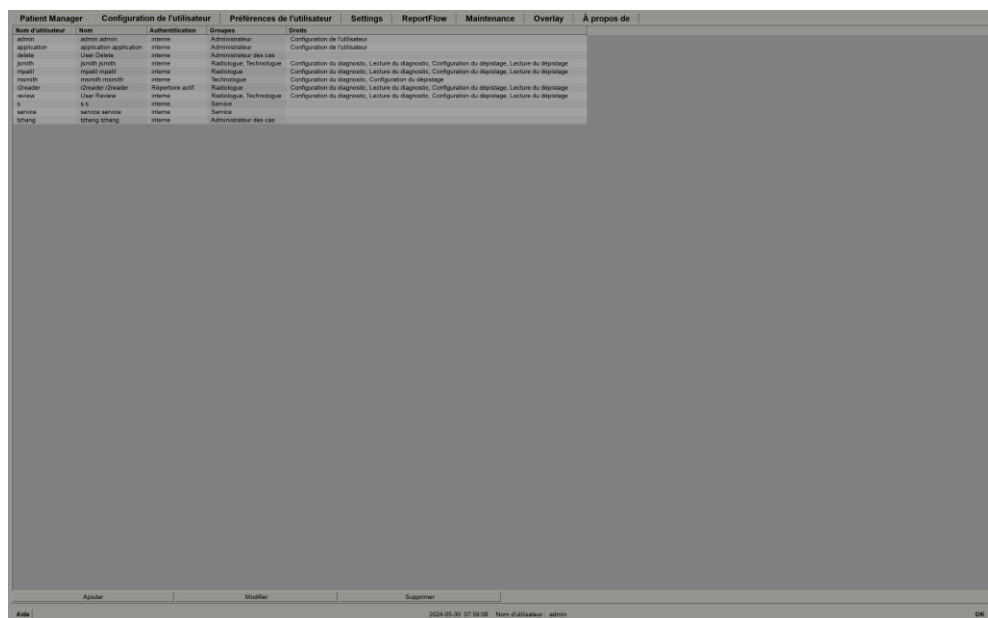 Patient Manager Configuration de l'utilisateur Préférences de l'utilisateur Settings ReportFlow Maintenance Overlay À propos de
Nom d'utilisateur Nom Authentification Groupes Droits
admin admin admin interne Administrateur Configuration de l'utilisateur
application application application interne Administrateur Configuration de l'utilisateur
delete User Delete interne Administrateur des cas
jsmith jsmith jsmith interne Radiologue, Technologue Configuration du diagnostic, Lecture du diagnostic, Configuration du dépistage, Lecture du dépistage
mpatil mpatil mpatil interne Radiologue Configuration du diagnostic, Lecture du diagnostic, Configuration du dépistage, Lecture du dépistage
msmith msmith msmith interne Technologue Configuration du diagnostic, Configuration du dépistage
r2reader r2reader r2reader Répertoire actif Radiologue Configuration du diagnostic, Lecture du diagnostic, Configuration du dépistage, Lecture du dépistage
review User Review interne Radiologue, Technologue Configuration du diagnostic, Lecture du diagnostic, Configuration du dépistage, Lecture du dépistage
s s s interne Service
service service service interne Service
tzhang tzhang tzhang interne Administrateur des cas
Ajouter Modifier Supprimer
Aide 2024-05-30 07:59:09 Nom d'utilisateur : admin OK